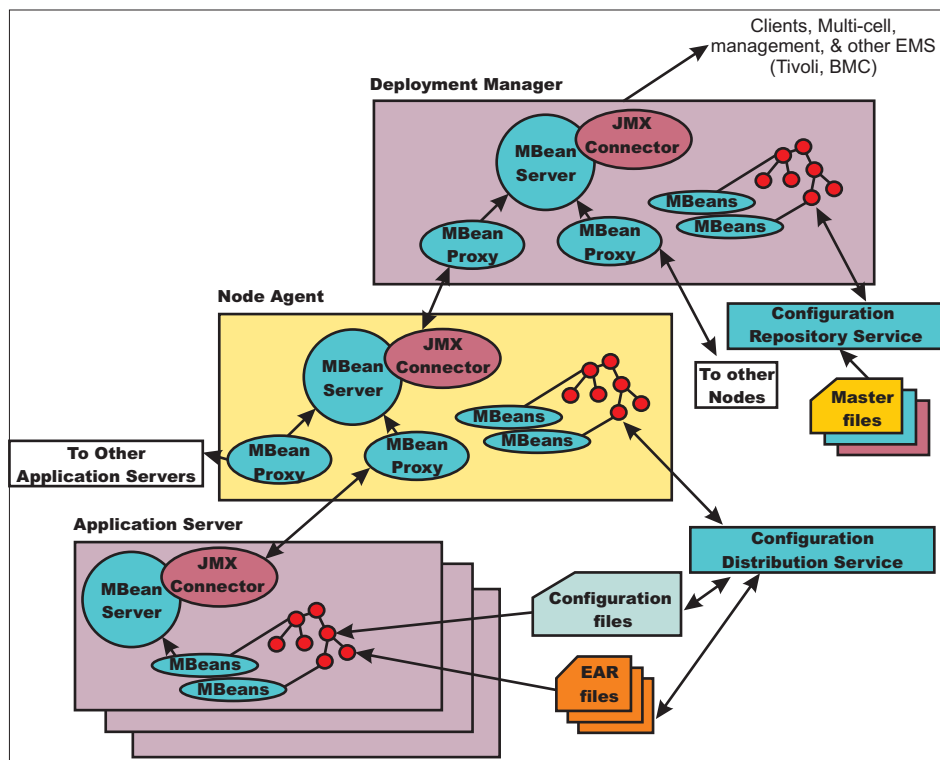 Clients, Multi-cell,
management, & other EMS
(Tivoli, BMC)
Deployment Manager
JMX
Connector
MBean
Server
MBeans
MBeans
MBean
Proxy
MBean
Proxy
Node Agent
Configuration
Repository Service
JMX
Connector
MBean
Server
To other
Nodes
Master
files
MBeans
MBeans
MBean
Proxy
MBean
Proxy
To Other
Application Servers
Application Server
Configuration
Distribution Service
JMX
Connector
MBean
Server
Configuration
files
MBeans
MBeans
EAR
files